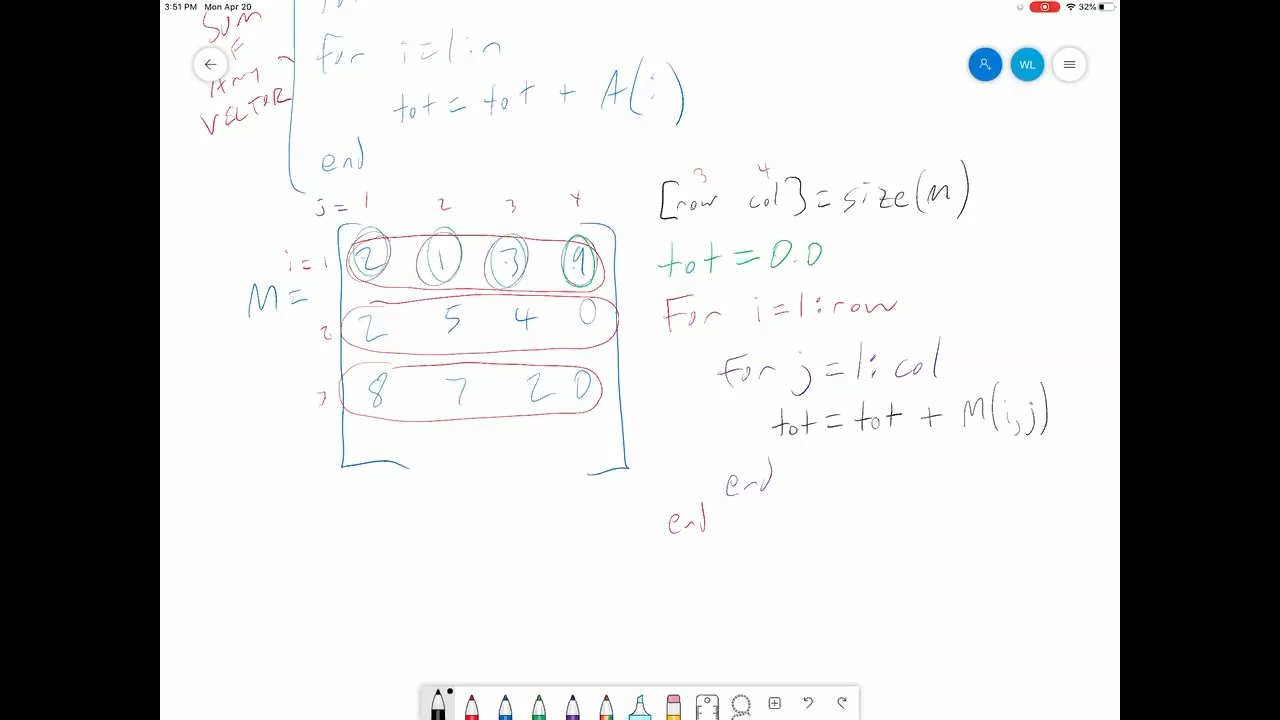 3:51 PM Mon Apr 20
32%
WL
SUM
OF
Any
VECTOR
for i=1:n
tot = tot + A(i)
end
j = 1 2 3 4
i = 1
2
3
M =
2 1 3 9
2 5 4 0
8 7 2 0
3 4
[row col] = size(M)
tot = 0.0
For i=1:row
for j=1:col
tot = tot + M(i,j)
end
end